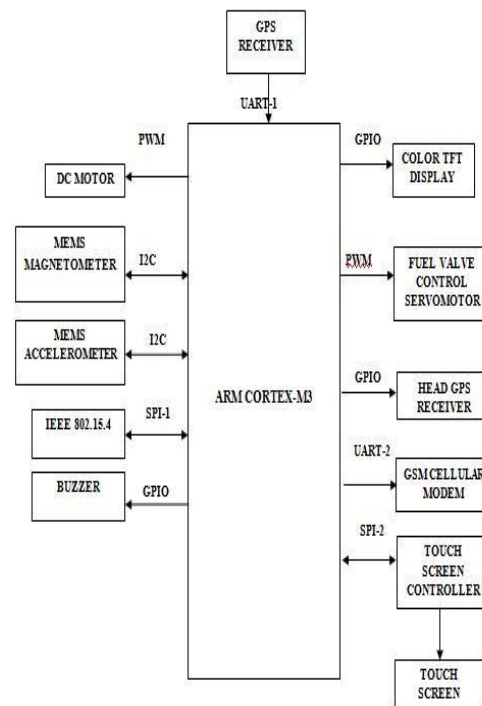 GPS
RECEIVER
UART-1
PWM
DC MOTOR
MEMS
MAGNETOMETER
I2C
MEMS
ACCELEROMETER
I2C
IEEE 802.15.4
SPI-1
BUZZER
GPIO
ARM CORTEX-M3
GPIO
COLOR TFT
DISPLAY
PWM
FUEL VALVE
CONTROL
SERVOMOTOR
GPIO
HEAD GPS
RECEIVER
UART-2
GSM CELLULAR
MODEM
SPI-2
TOUCH
SCREEN
CONTROLLER
TOUCH
SCREEN